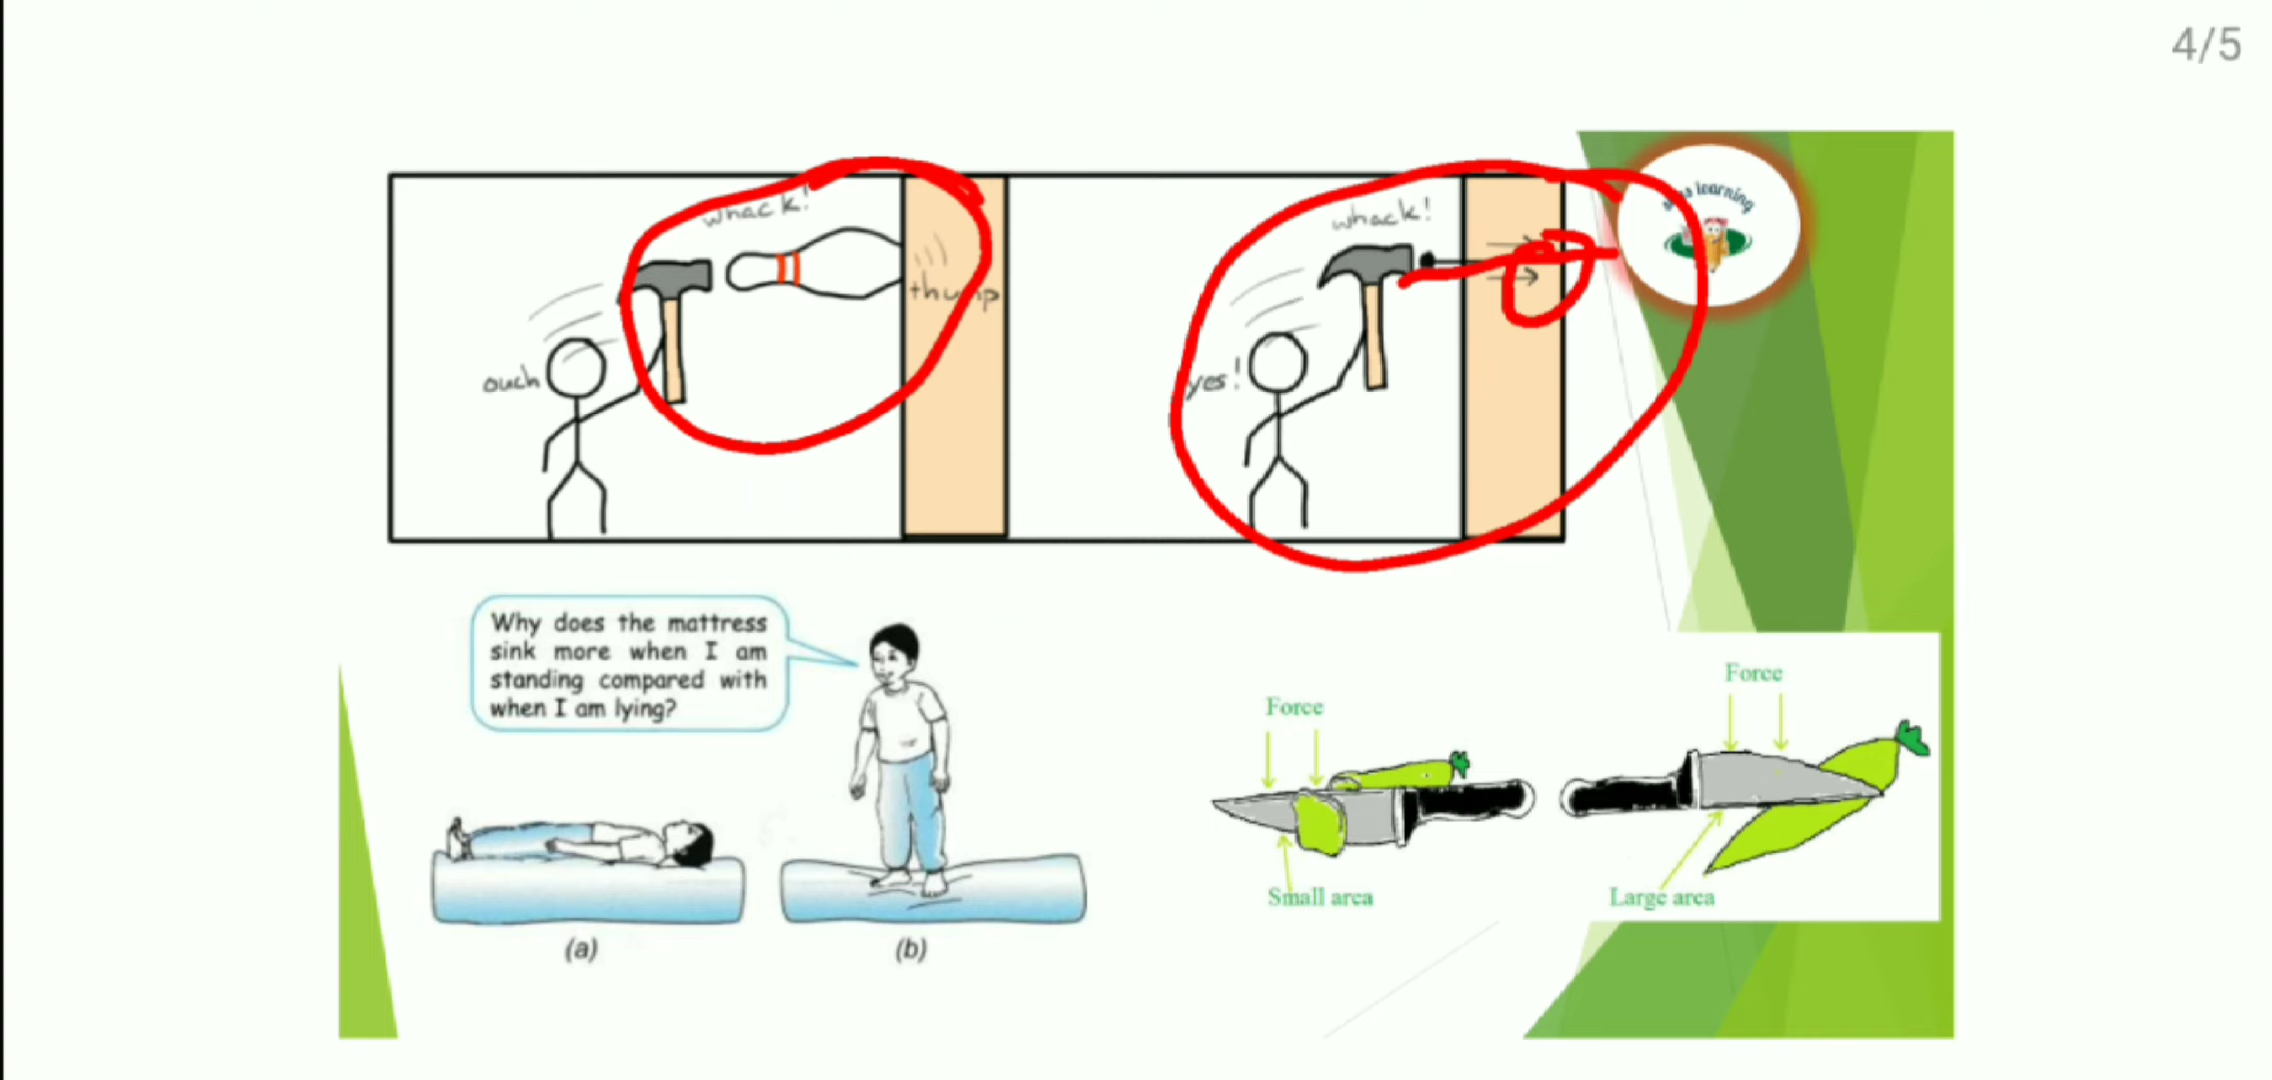 4/5
whack!
thump
ouch
whack!
yes!
learning
Why does the mattress
sink more when I am
standing compared with
when I am lying?
(a)
(b)
Force
Small area
Force
Large area